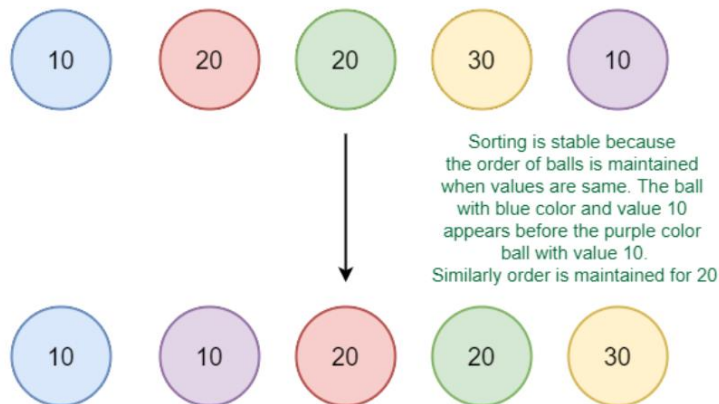 10 20 20 30 10
Sorting is stable because
the order of balls is maintained
when values are same. The ball
with blue color and value 10
appears before the purple color
ball with value 10.
Similarly order is maintained for 20
10 10 20 20 30